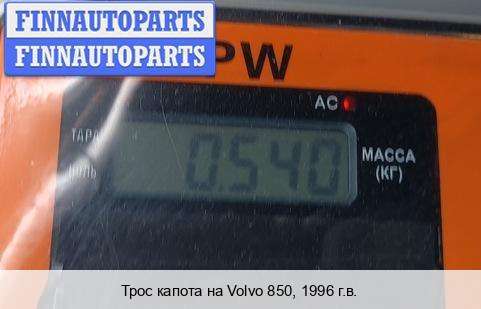 FINNAUTOPARTS
FINNAUTOPARTS
PW
AC
ТАРА
НОЛЬ
0.540
МАССА
(КГ)
Трос капота на Volvo 850, 1996 г.в.